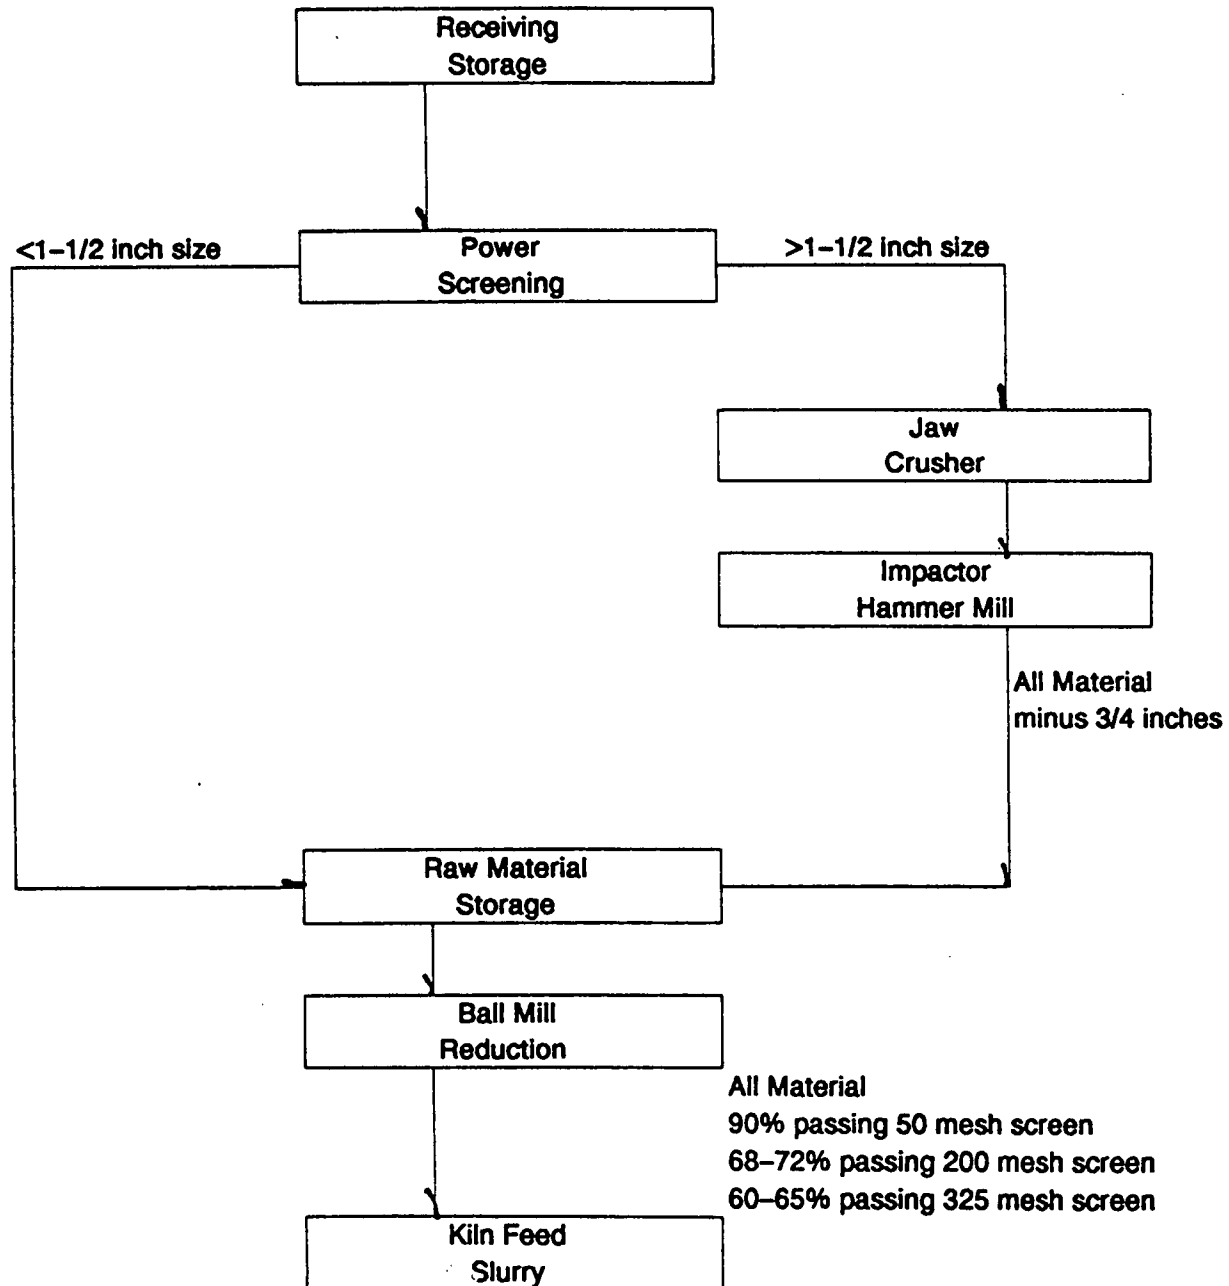 Receiving
Storage
Power
Screening
<1–1/2 inch size
>1–1/2 inch size
Jaw
Crusher
Impactor
Hammer Mill
All Material
minus 3/4 inches
Raw Material
Storage
Ball Mill
Reduction
All Material
90% passing 50 mesh screen
68–72% passing 200 mesh screen
60–65% passing 325 mesh screen
Kiln Feed
Slurry